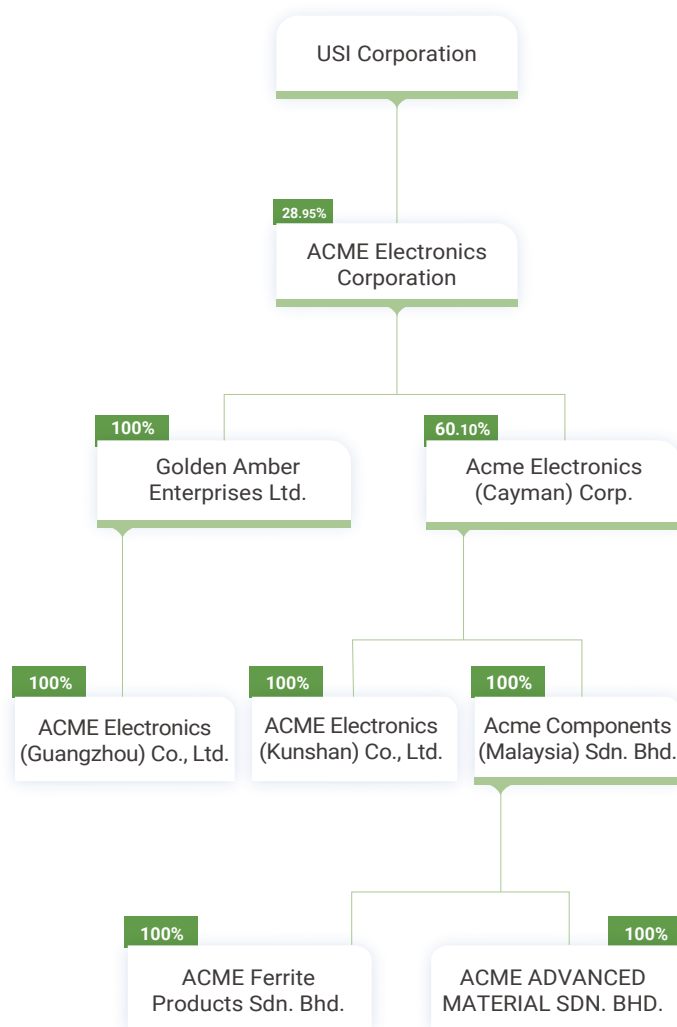 USI Corporation
28.95%
ACME Electronics
Corporation
100%
Golden Amber
Enterprises Ltd.
60.10%
Acme Electronics
(Cayman) Corp.
100%
ACME Electronics
(Guangzhou) Co., Ltd.
100%
ACME Electronics
(Kunshan) Co., Ltd.
100%
Acme Components
(Malaysia) Sdn. Bhd.
100%
ACME Ferrite
Products Sdn. Bhd.
100%
ACME ADVANCED
MATERIAL SDN. BHD.